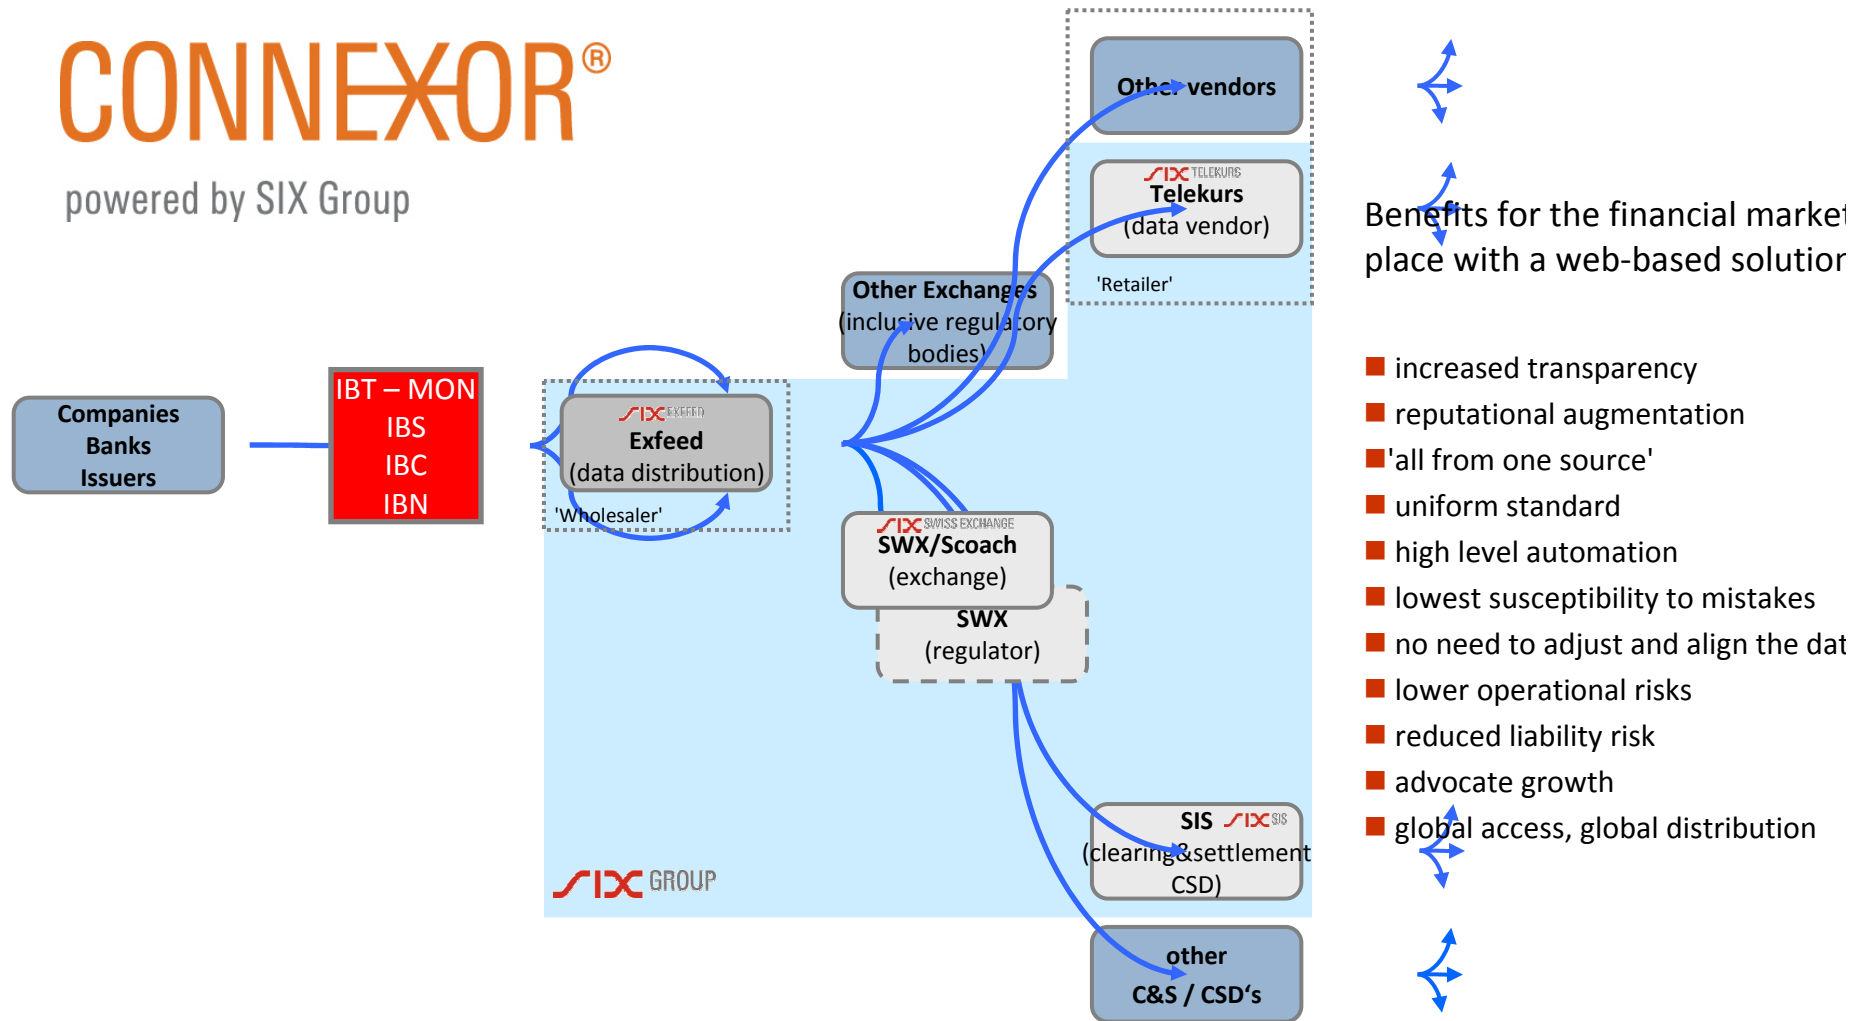 CONNEXOR®
powered by SIX Group
Other vendors
SIX TELEKURS
Telekurs
(data vendor)
'Retailer'
Other Exchanges
(inclusive regulatory
bodies)
Companies
Banks
Issuers
IBT – MON
IBS
IBC
IBN
SIX EXFEED
Exfeed
(data distribution)
'Wholesaler'
SIX SWISS EXCHANGE
SWX/Scoach
(exchange)
SWX
(regulator)
SIS SIX SIS
(clearing&settlement
CSD)
SIX GROUP
other
C&S / CSD‘s
Benefits for the financial market
place with a web-based solution
increased transparency
reputational augmentation
'all from one source'
uniform standard
high level automation
lowest susceptibility to mistakes
no need to adjust and align the dat
lower operational risks
reduced liability risk
advocate growth
global access, global distribution